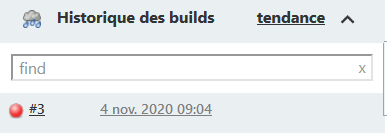 Historique des builds tendance
find x
#3 4 nov. 2020 09:04